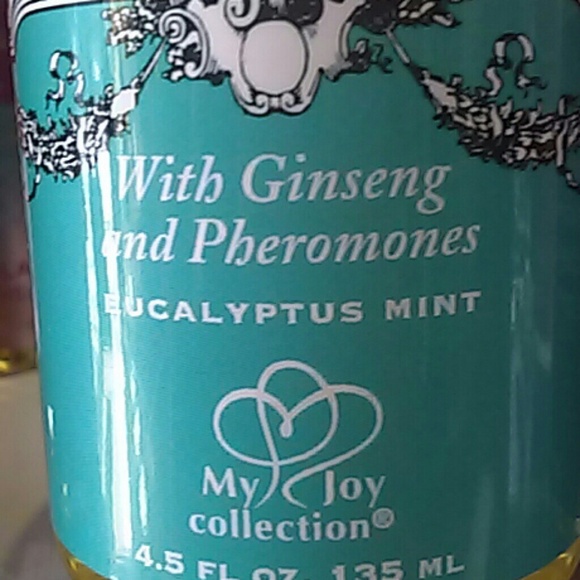 With Ginseng
and Pheromones
EUCALYPTUS MINT
My Joy
collection®
4.5 FL OZ 135 ML